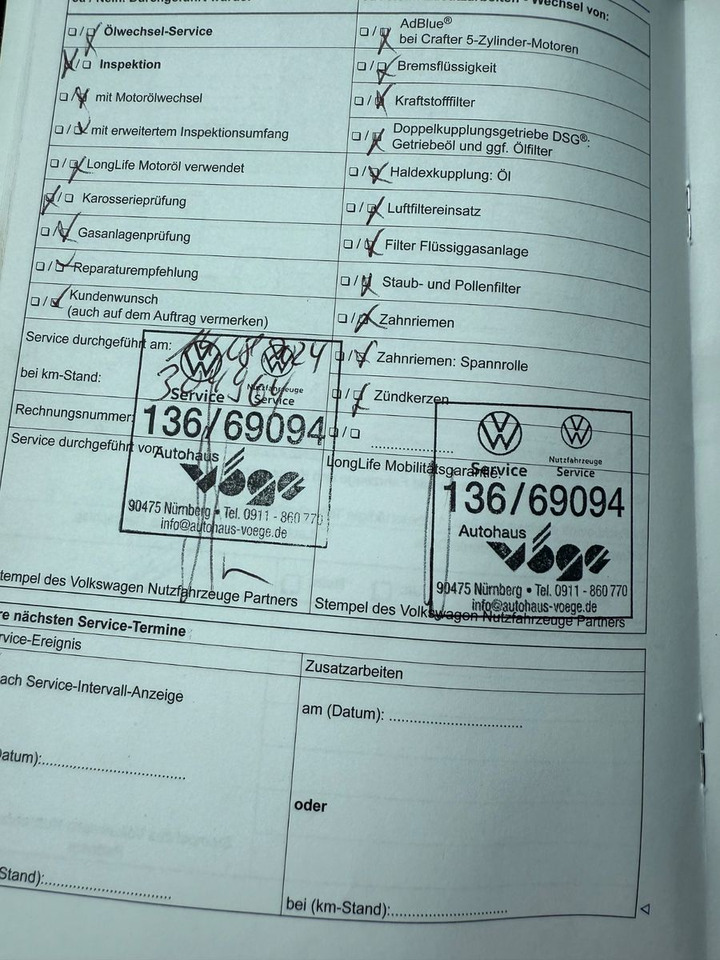 Ölwechsel-Service
Inspektion
mit Motorölwechsel
mit erweitertem Inspektionsumfang
LongLife Motoröl verwendet
Karosserieprüfung
Gasanlagenprüfung
Reparaturempfehlung
Kundenwunsch
(auch auf dem Auftrag vermerken)
Service durchgeführt am:
bei km-Stand:
Rechnungsnummer:
Service durchgeführt von
Service
Nutzfahrzeuge
Service
136/69094
Autohaus
Vöge
90475 Nürnberg • Tel. 0911 - 860 770
info@autohaus-voege.de
Stempel des Volkswagen Nutzfahrzeuge Partners
Wechsel von:
AdBlue®
bei Crafter 5-Zylinder-Motoren
Bremsflüssigkeit
Kraftstofffilter
Doppelkupplungsgetriebe DSG®:
Getriebeöl und ggf. Ölfilter
Haldexkupplung: Öl
Luftfiltereinsatz
Filter Flüssiggasanlage
Staub- und Pollenfilter
Zahnriemen
Zahnriemen: Spannrolle
Zündkerzen
LongLife Mobilitätsgarantie:
Service
Nutzfahrzeuge
Service
136/69094
Autohaus
Vöge
90475 Nürnberg • Tel. 0911 - 860 770
info@autohaus-voege.de
Stempel des Volkswagen Nutzfahrzeuge Partners
re nächsten Service-Termine
rvice-Ereignis
ach Service-Intervall-Anzeige
Datum):
Stand):
Zusatzarbeiten
am (Datum):
oder
bei (km-Stand):